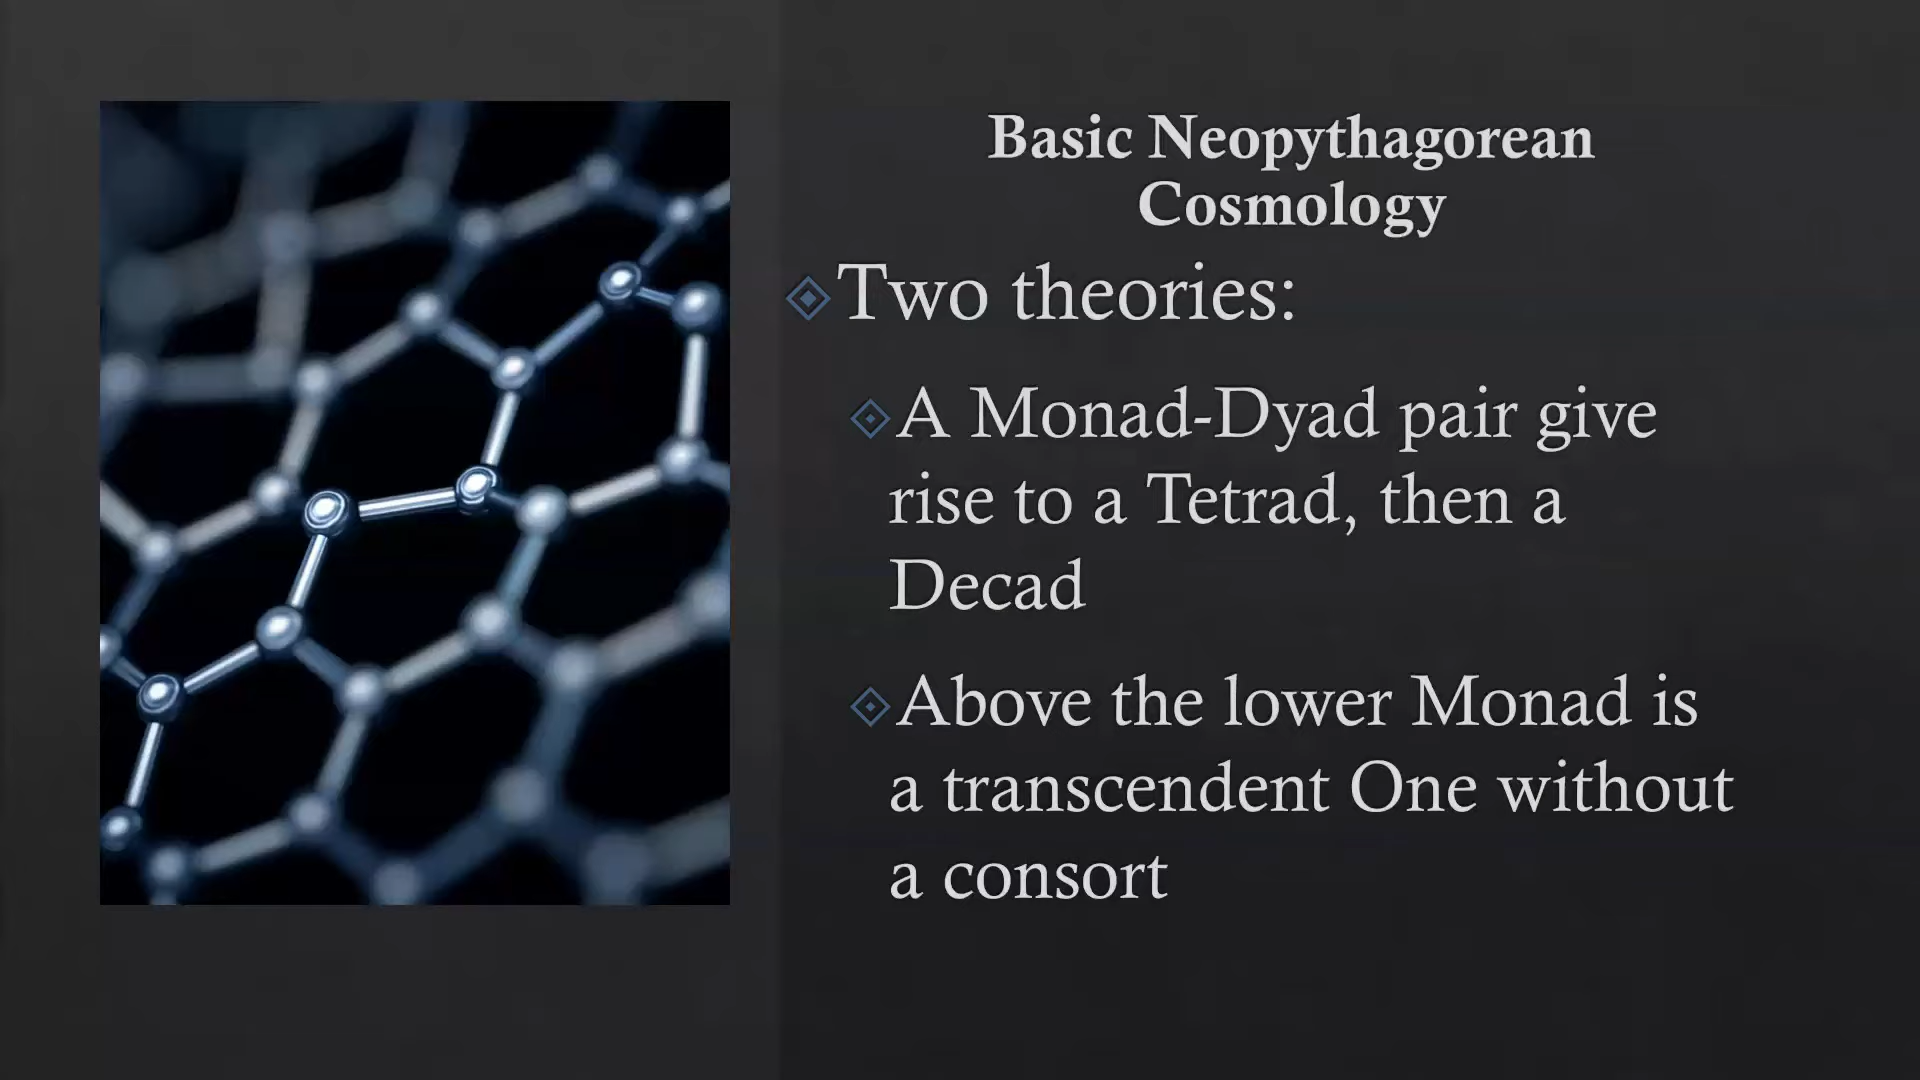 Basic Neopythagorean
Cosmology
Two theories:
A Monad-Dyad pair give
rise to a Tetrad, then a
Decad
Above the lower Monad is
a transcendent One without
a consort